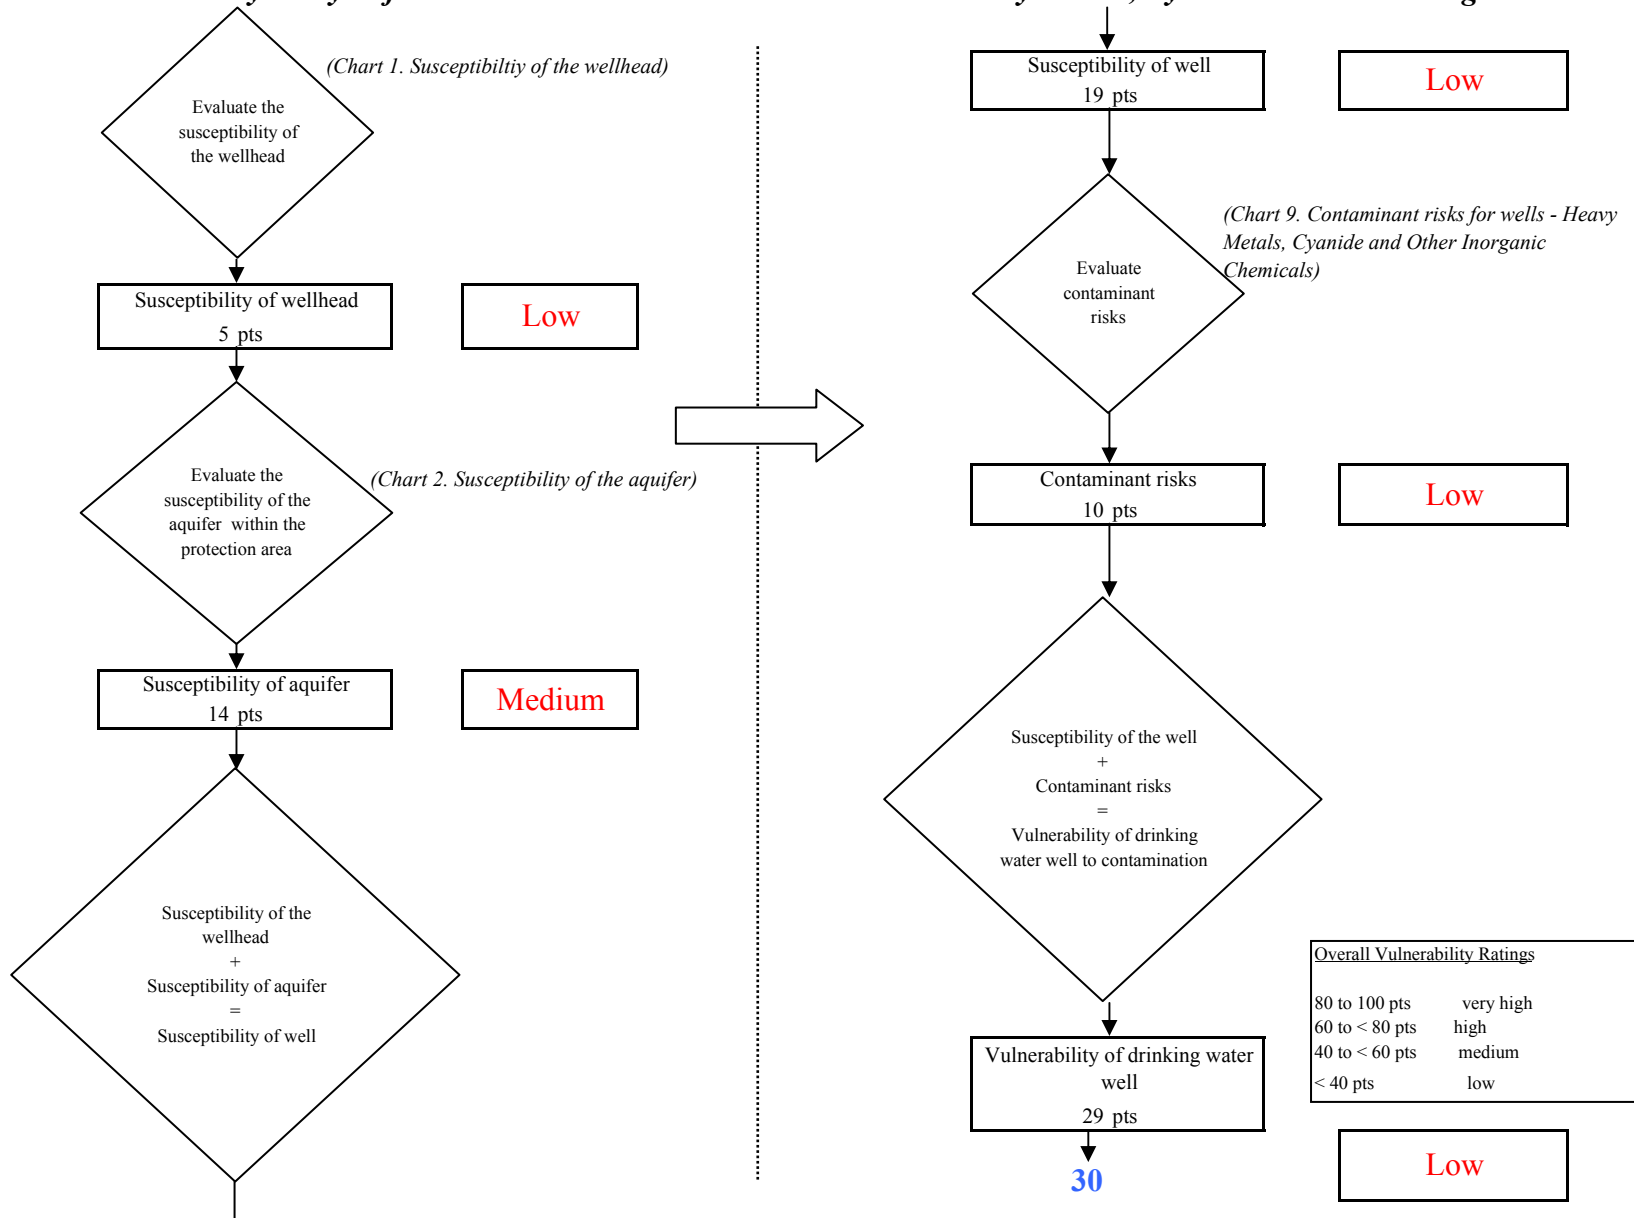 (Chart 1. Susceptibiltiy of the wellhead)
Evaluate the
susceptibility of
the wellhead
Susceptibility of wellhead
5 pts
Low
(Chart 2. Susceptibility of the aquifer)
Evaluate the
susceptibility of the
aquifer within the
protection area
Susceptibility of aquifer
14 pts
Medium
Susceptibility of the
wellhead
+
Susceptibility of aquifer
=
Susceptibility of well
Susceptibility of well
19 pts
Low
(Chart 9. Contaminant risks for wells - Heavy
Metals, Cyanide and Other Inorganic
Chemicals)
Evaluate
contaminant
risks
Contaminant risks
10 pts
Low
Susceptibility of the well
+
Contaminant risks
=
Vulnerability of drinking
water well to contamination
Overall Vulnerability Ratings
80 to 100 pts very high
60 to < 80 pts high
40 to < 60 pts medium
< 40 pts low
Vulnerability of drinking water
well
29 pts
30
Low